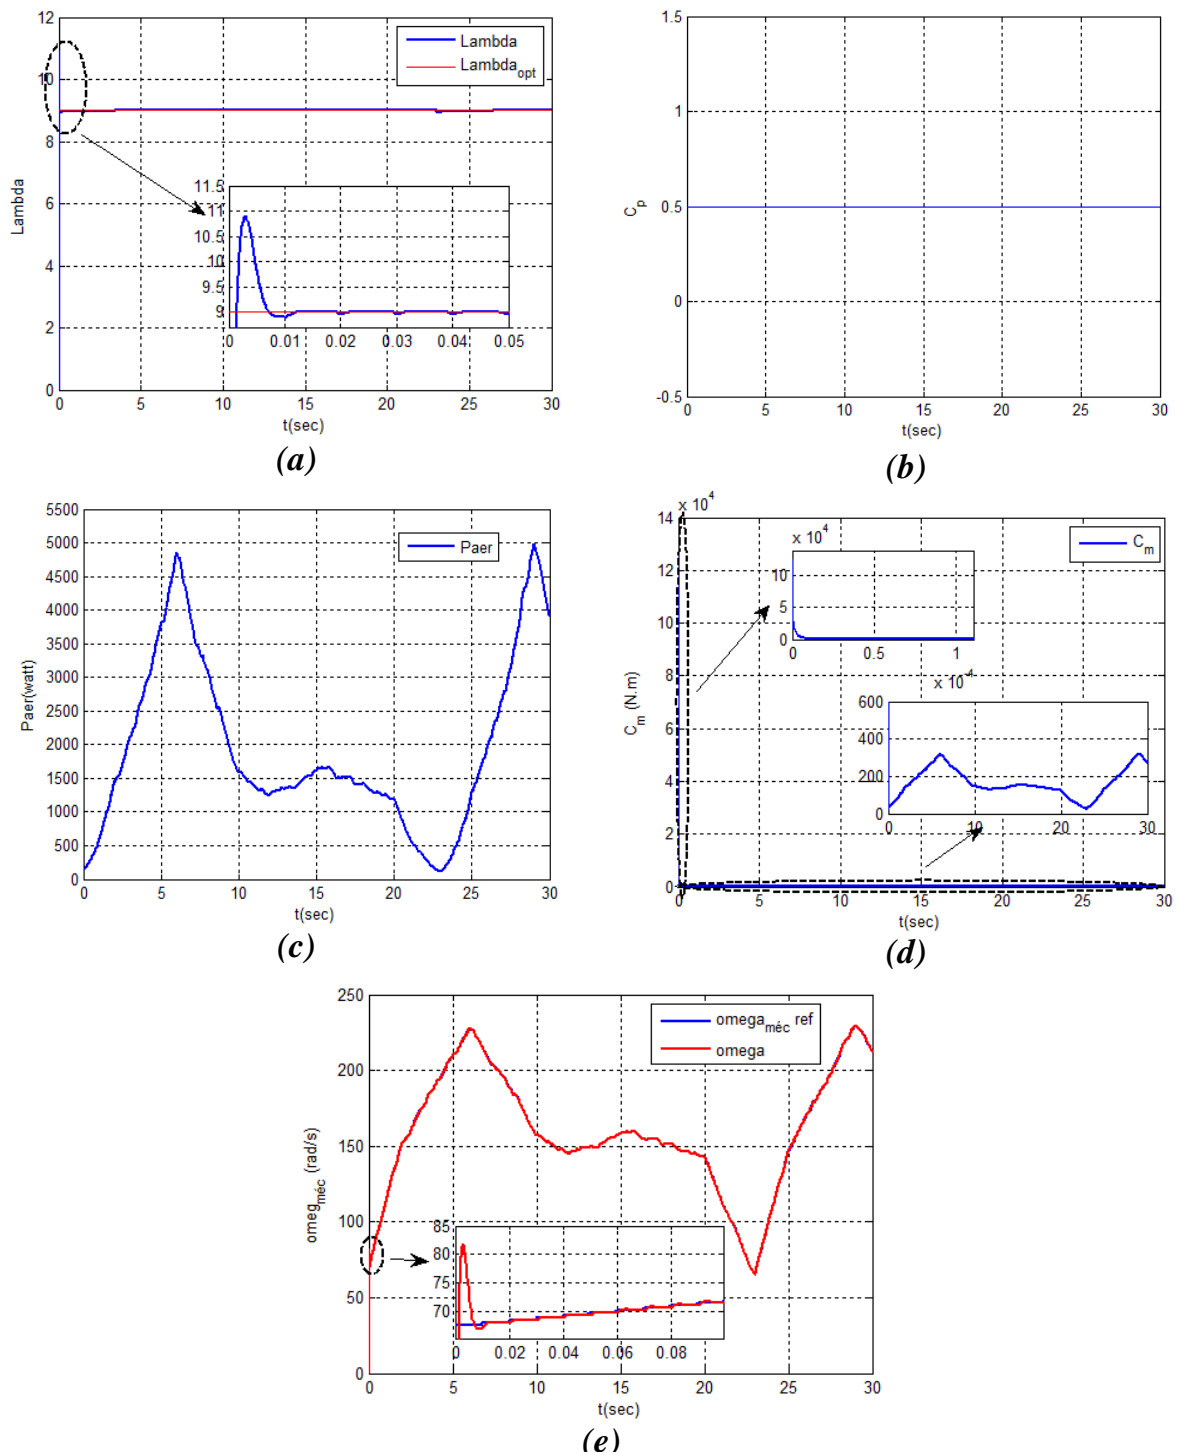 12
10
8
6
4
2
0
Lambda
Lambda
Lambda_opt
11.5
11
10.5
10
9.5
9
0 0.01 0.02 0.03 0.04 0.05
0 5 10 15 20 25 30
t(sec)
(a)
1.5
1
0.5
0
-0.5
C_p
0 5 10 15 20 25 30
t(sec)
(b)
5500
5000
4500
4000
3500
3000
2500
2000
1500
1000
500
0
Paer(watt)
Paer
0 5 10 15 20 25 30
t(sec)
(c)
x 10^4
14
12
10
8
6
4
2
0
C_m (N.m)
C_m
x 10^4
10
5
0
0 0.5 1
x 10^-4
600
400
200
0
0 10 20 30
0 5 10 15 20 25 30
t(sec)
(d)
250
200
150
100
50
0
omeg_méc (rad/s)
omega_méc ref
omega
85
80
75
70
0 0.02 0.04 0.06 0.08
0 5 10 15 20 25 30
t(sec)
(e)